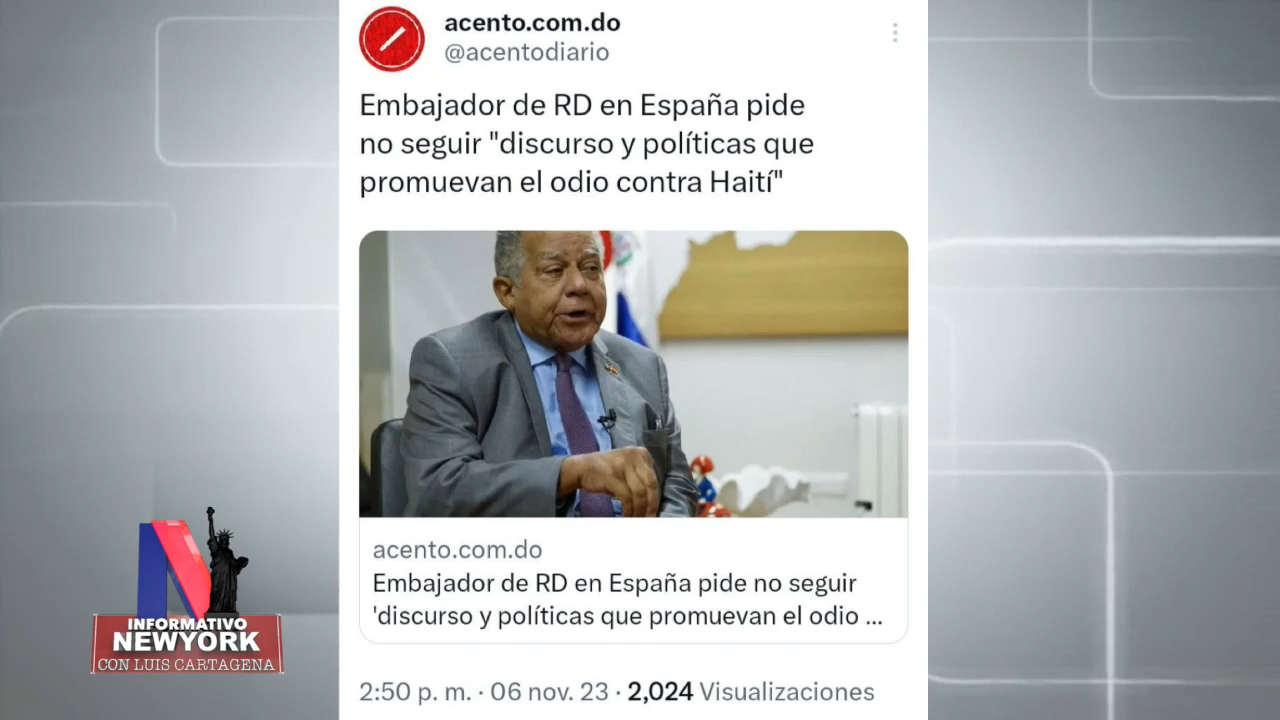 acento.com.do
@acentodiario
Embajador de RD en España pide
no seguir "discurso y políticas que
promuevan el odio contra Haití"
acento.com.do
Embajador de RD en España pide no seguir
'discurso y políticas que promuevan el odio ...
2:50 p. m. · 06 nov. 23 · 2,024 Visualizaciones
INFORMATIVO
NEWYORK
CON LUIS CARTAGENA